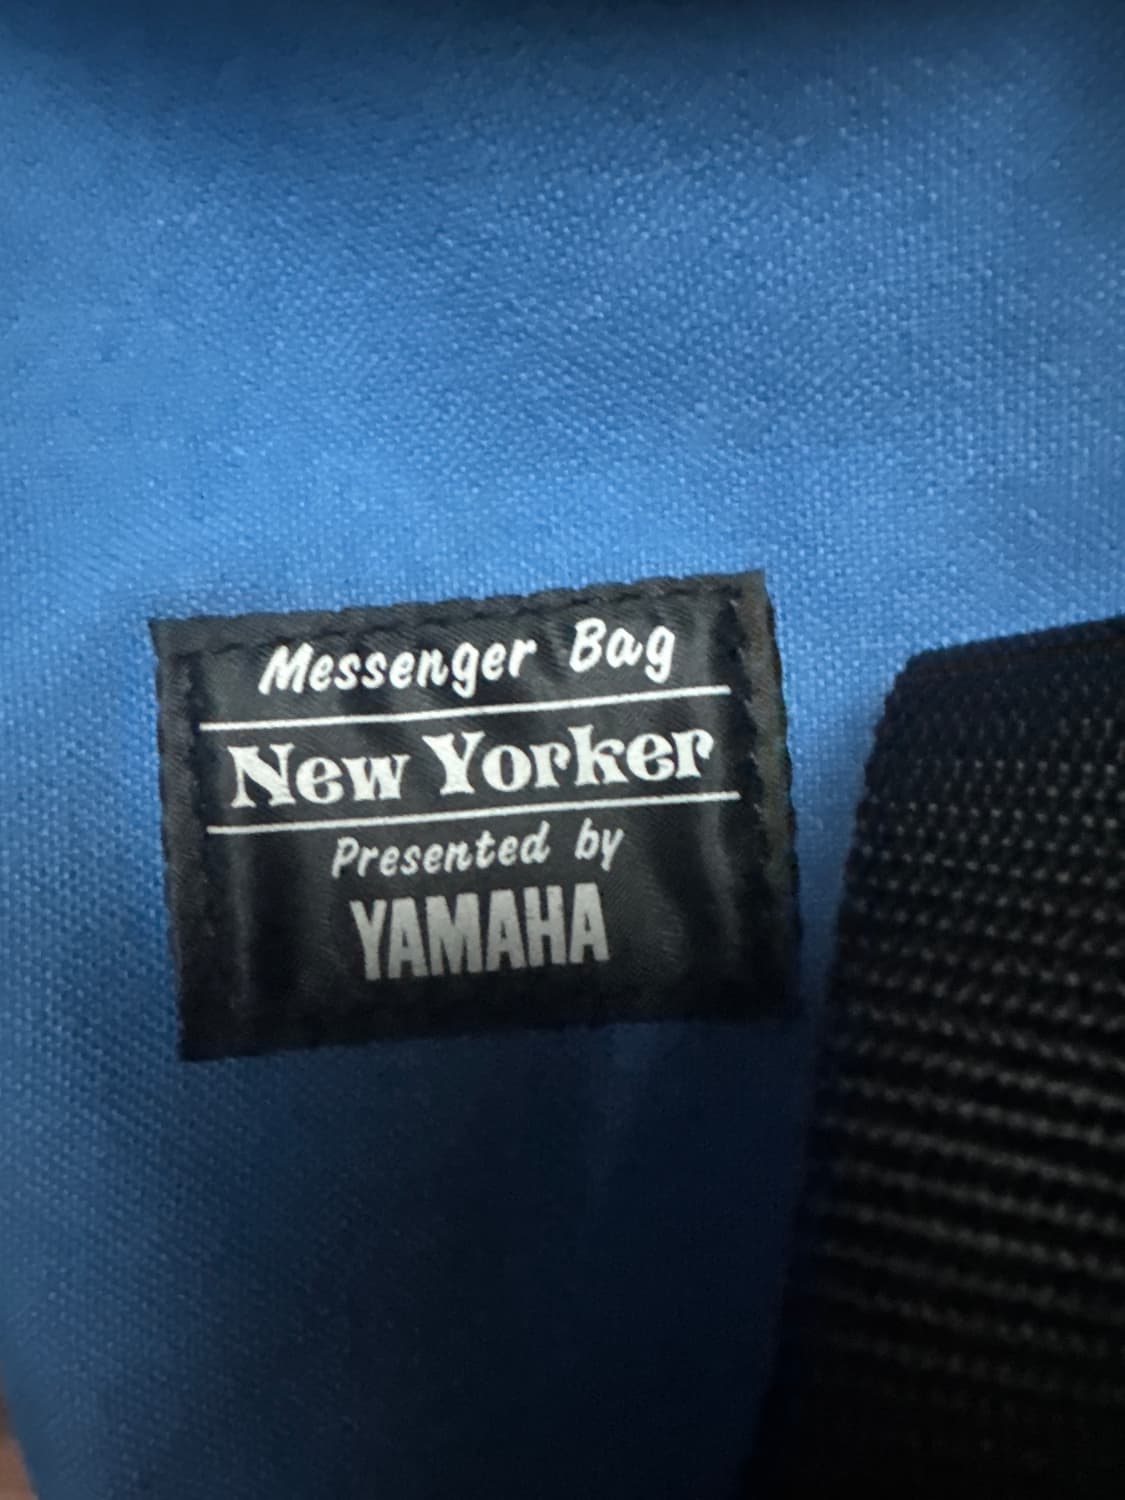 Messenger Bag
New Yorker
Presented by
YAMAHA